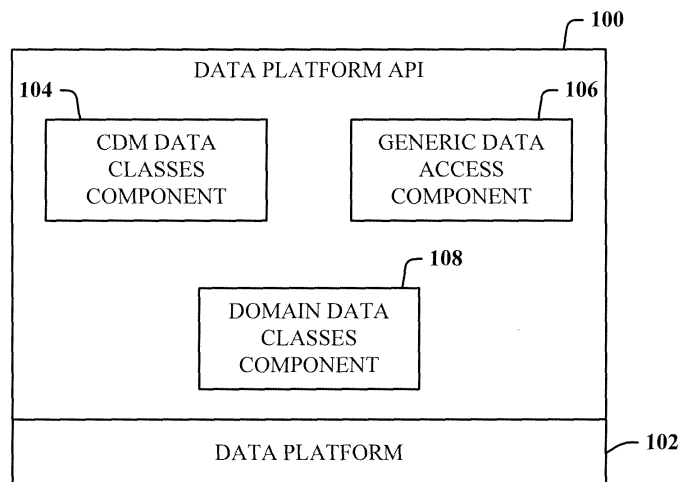 100
DATA PLATFORM API
104
106
CDM DATA
CLASSES
COMPONENT
GENERIC DATA
ACCESS
COMPONENT
108
DOMAIN DATA
CLASSES
COMPONENT
DATA PLATFORM
102